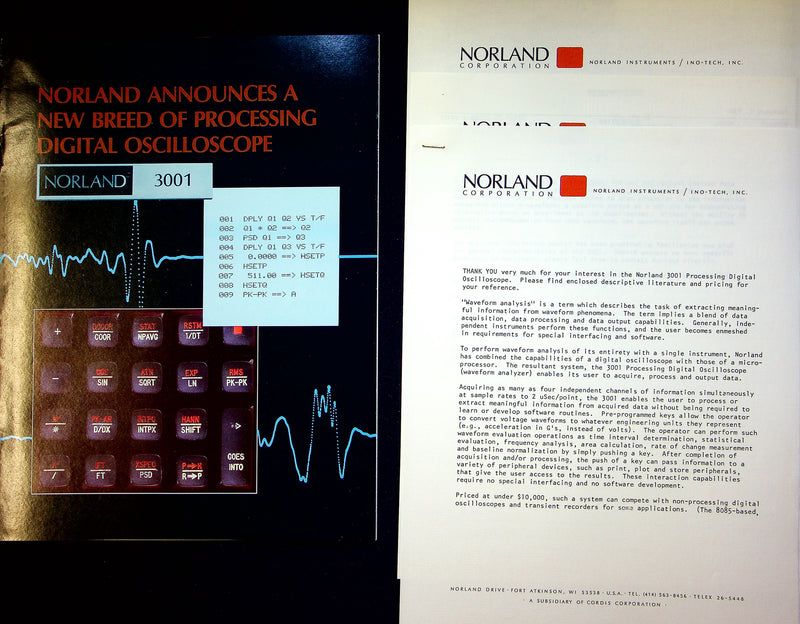 NORLAND ANNOUNCES A
NEW BREED OF PROCESSING
DIGITAL OSCILLOSCOPE
NORLAND 3001
001 DPLY Q1 Q2 VS T/F
002 Q1 * Q2 ==> Q2
003 PSD Q1 ==> Q3
004 DPLY Q1 Q3 VS T/F
005 0.0000 ==> HSETP
006 HSETP
007 511.00 ==> HSETQ
008 HSETQ
009 PK-PK ==> A
+ COOR STAT NPAVG RSTM 1/DT
- SIN ATN SQRT EXP LN RMS PK-PK
* PK-AR D/DX INTPX HANN SHIFT
/ FT XSPEC PSD P→X R→P GOES INTO
NORLAND
CORPORATION
NORLAND INSTRUMENTS / INO-TECH, INC.
NORLAND
NORLAND
CORPORATION
NORLAND INSTRUMENTS / INO-TECH, INC.
THANK YOU very much for your interest in the Norland 3001 Processing Digital
Oscilloscope. Please find enclosed descriptive literature and pricing for
your reference.
"Waveform analysis" is a term which describes the task of extracting meaning-
ful information from waveform phenomena. The term implies a blend of data
acquisition, data processing and data output capabilities. Generally, inde-
pendent instruments perform these functions, and the user becomes enmeshed
in requirements for special interfacing and software.
To perform waveform analysis of its entirety with a single instrument, Norland
has combined the capabilities of a digital oscilloscope with those of a micro-
processor. The resultant system, the 3001 Processing Digital Oscilloscope
(waveform analyzer) enables its user to acquire, process and output data.
Acquiring as many as four independent channels of information simultaneously
at sample rates to 2 uSec/point, the 3001 enables the user to process or
extract meaningful information from acquired data without being required to
learn or develop software routines. Pre-programmed keys allow the operator
to convert voltage waveforms to whatever engineering units they represent
(e.g., acceleration in G's, instead of volts). The operator can perform such
waveform evaluation operations as time interval determination, statistical
evaluation, frequency analysis, area calculation, rate of change measurement
and baseline normalization by simply pushing a key. After completion of
acquisition and/or processing, the push of a key can pass information to a
variety of peripheral devices, such as print, plot and store peripherals,
that give the user access to the results. These interaction capabilities
require no special interfacing and no software development.
Priced at under $10,000, such a system can compete with non-processing digital
oscilloscopes and transient recorders for some applications. (The 8085-based,
NORLAND DRIVE · FORT ATKINSON, WI 53538 · U.S.A. · TEL. (414) 563-8456 · TELEX 26-5448
· A SUBSIDIARY OF CORDIS CORPORATION ·